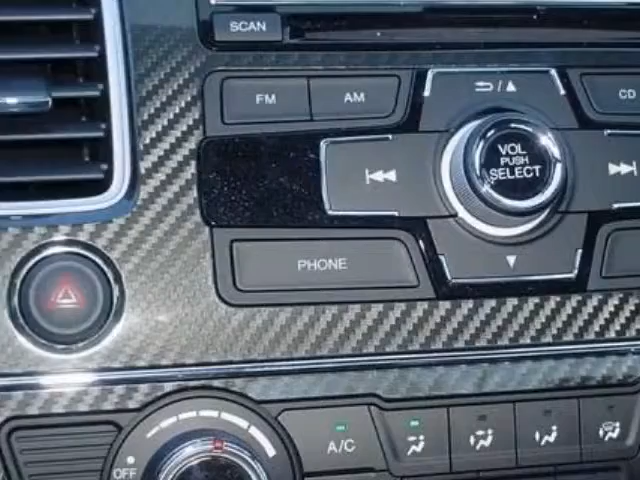 SCAN
FM
AM
CD
VOL
PUSH
SELECT
PHONE
A/C
OFF